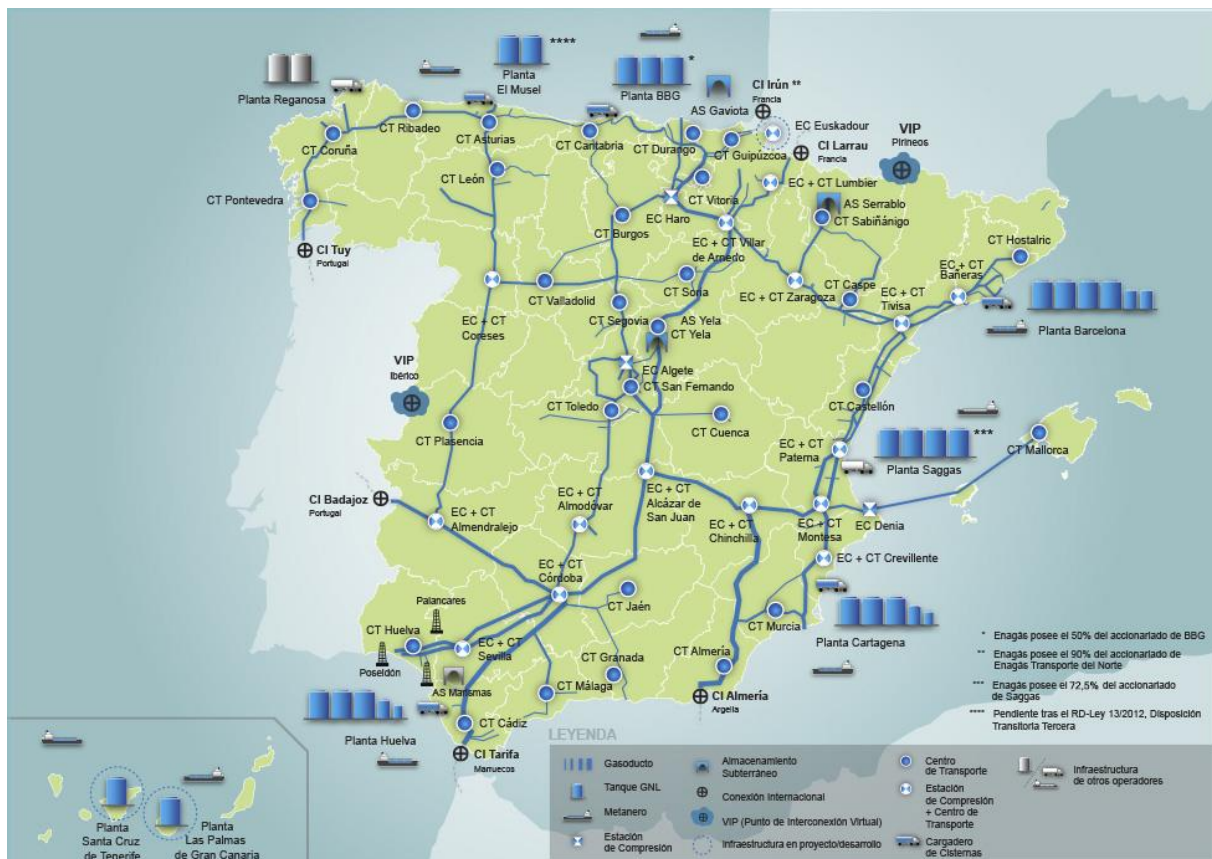 ****
Planta
El Musel
*
Planta BBG
Planta Reganosa
AS Gaviota
CI Irún **
Francia
EC Euskadour
CI Larrau
Francia
VIP
Pirineos
CT Ribadeo
CT Asturias
CT Cantabria
CT Durango
CT Guipúzcoa
CT Coruña
CT León
CT Vitoria
EC + CT Lumbier
AS Serrablo
CT Sabiñánigo
CT Pontevedra
CT Burgos
EC Haro
EC + CT Villar
de Arnedo
CT Hostalric
CI Tuy
Portugal
CT Valladolid
CT Soria
EC + CT Zaragoza
CT Caspe
EC + CT
Tivisa
EC + CT
Bañeras
EC + CT
Coreses
CT Segovia
AS Yela
CT Yela
Planta Barcelona
VIP
Ibérico
EC Algete
CT San Fernando
CT Toledo
CT Cuenca
CT Castellón
CT Plasencia
EC + CT
Paterna
***
Planta Saggas
CT Mallorca
CI Badajoz
Portugal
EC + CT
Almendralejo
EC + CT
Almodóvar
EC + CT
Alcázar de
San Juan
EC + CT
Chinchilla
EC + CT
Montesa
EC Denia
EC + CT Crevillente
EC + CT
Córdoba
CT Jaén
Palancares
CT Huelva
EC + CT
Sevilla
Poseidón
AS Marismas
CT Granada
CT Málaga
CT Almería
CT Murcia
Planta Cartagena
CI Almería
Argelia
Planta Huelva
CT Cádiz
CI Tarifa
Marruecos
* Enagás posee el 50% del accionariado de BBG
** Enagás posee el 90% del accionariado de
Enagás Transporte del Norte
*** Enagás posee el 72,5% del accionariado
de Saggas
**** Pendiente tras el RD-Ley 13/2012, Disposición
Transitoria Tercera
Planta
Santa Cruz
de Tenerife
Planta
Las Palmas
de Gran Canaria
LEYENDA
Gasoducto
Tanque GNL
Metanero
Estación
de Compresión
Almacenamiento
Subterráneo
Conexión Internacional
VIP (Punto de Interconexión Virtual)
Infraestructura en proyecto/desarrollo
Centro
de Transporte
Estación
de Compresión
+ Centro de
Transporte
Cargadero
de Cisternas
Infraestructura
de otros operadores